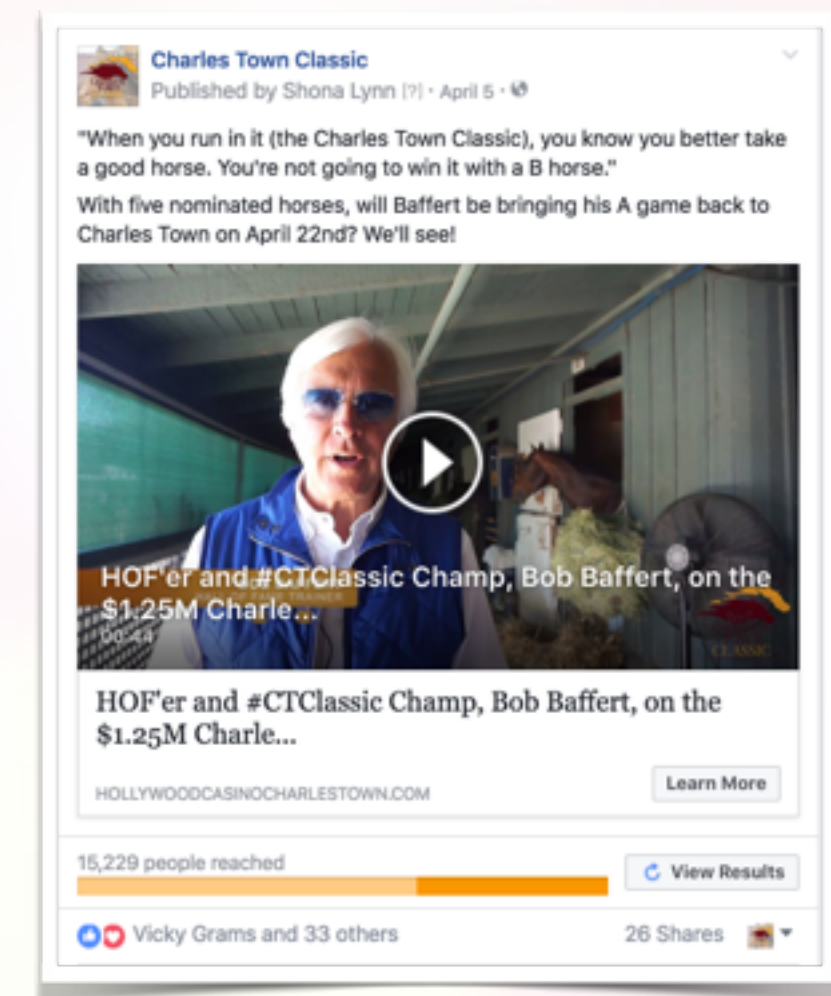 Charles Town Classic
Published by Shona Lynn [?] · April 5 ·
"When you run in it (the Charles Town Classic), you know you better take
a good horse. You're not going to win it with a B horse."
With five nominated horses, will Baffert be bringing his A game back to
Charles Town on April 22nd? We'll see!
HOF'er and #CTClassic Champ, Bob Baffert, on the
$1.25M Charle...
HALL OF FAME TRAINER
00:44
CLASSIC
HOF'er and #CTClassic Champ, Bob Baffert, on the
$1.25M Charle...
HOLLYWOODCASINOCHARLESTOWN.COM
Learn More
15,229 people reached
View Results
Vicky Grams and 33 others
26 Shares